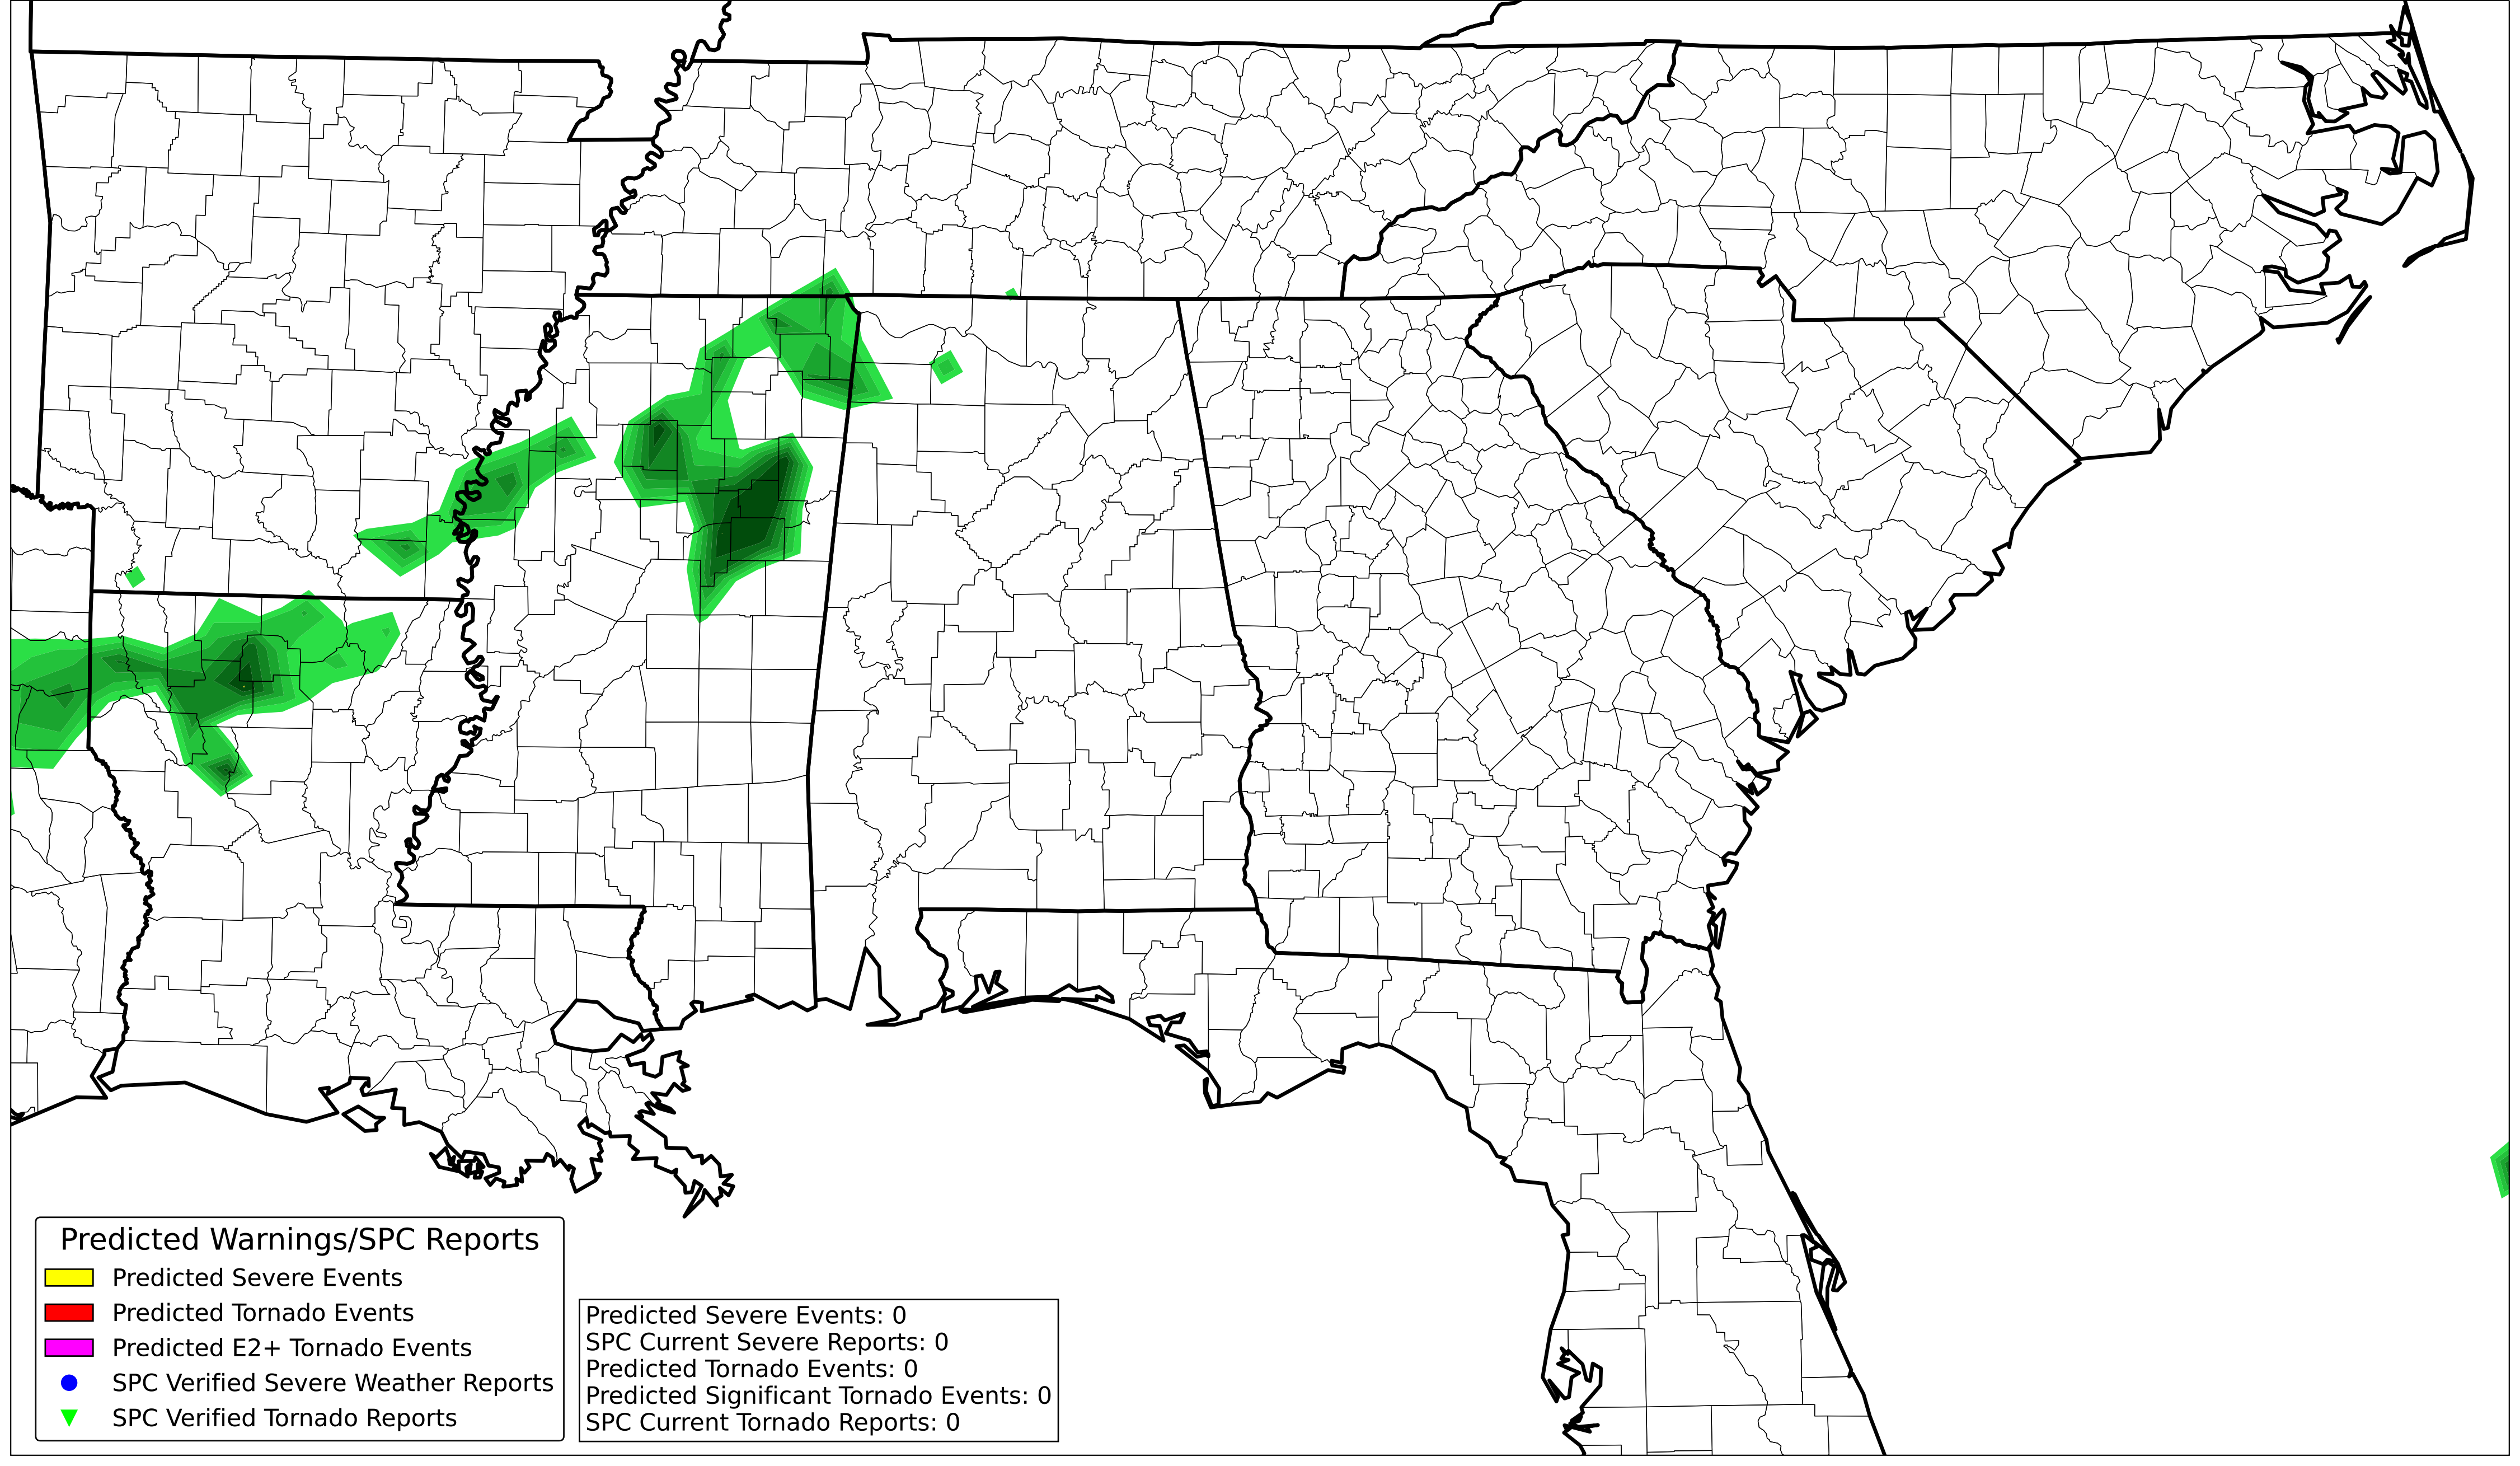 Predicted Warnings/SPC Reports
Predicted Severe Events
Predicted Tornado Events
Predicted E2+ Tornado Events
SPC Verified Severe Weather Reports
SPC Verified Tornado Reports
Predicted Severe Events: 0
SPC Current Severe Reports: 0
Predicted Tornado Events: 0
Predicted Significant Tornado Events: 0
SPC Current Tornado Reports: 0